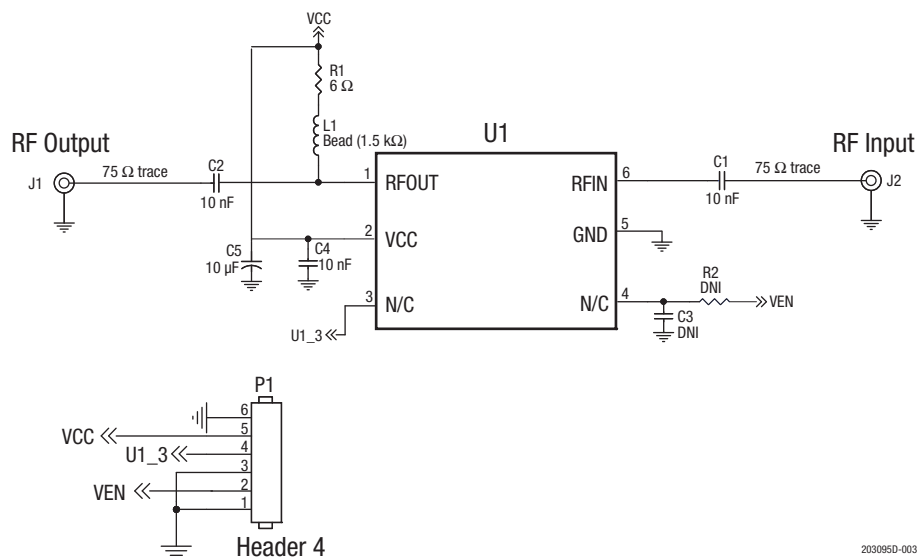 VCC
R1
6 Ω
L1
Bead (1.5 kΩ)
U1
RF Output
RF Input
J1
75 Ω trace
C2
10 nF
1
RFOUT
RFIN
6
C1
10 nF
75 Ω trace
J2
2
VCC
GND
5
C5
10 µF
C4
10 nF
3
N/C
N/C
4
R2
DNI
VEN
C3
DNI
U1_3
P1
6
VCC
5
U1_3
4
3
VEN
2
1
Header 4
203095D-003